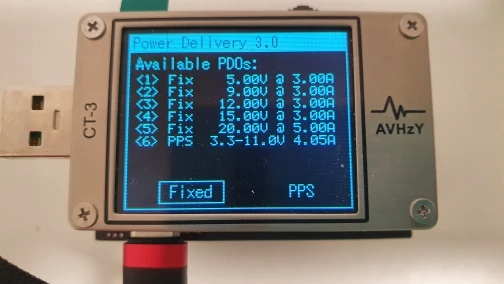 Power Delivery 3.0
Available PDOs:
<1> Fix 5.00V @ 3.00A
<2> Fix 9.00V @ 3.00A
<3> Fix 12.00V @ 3.00A
<4> Fix 15.00V @ 3.00A
<5> Fix 20.00V @ 5.00A
<6> PPS 3.3-11.0V 4.05A
Fixed PPS
CT-3
AVHzY